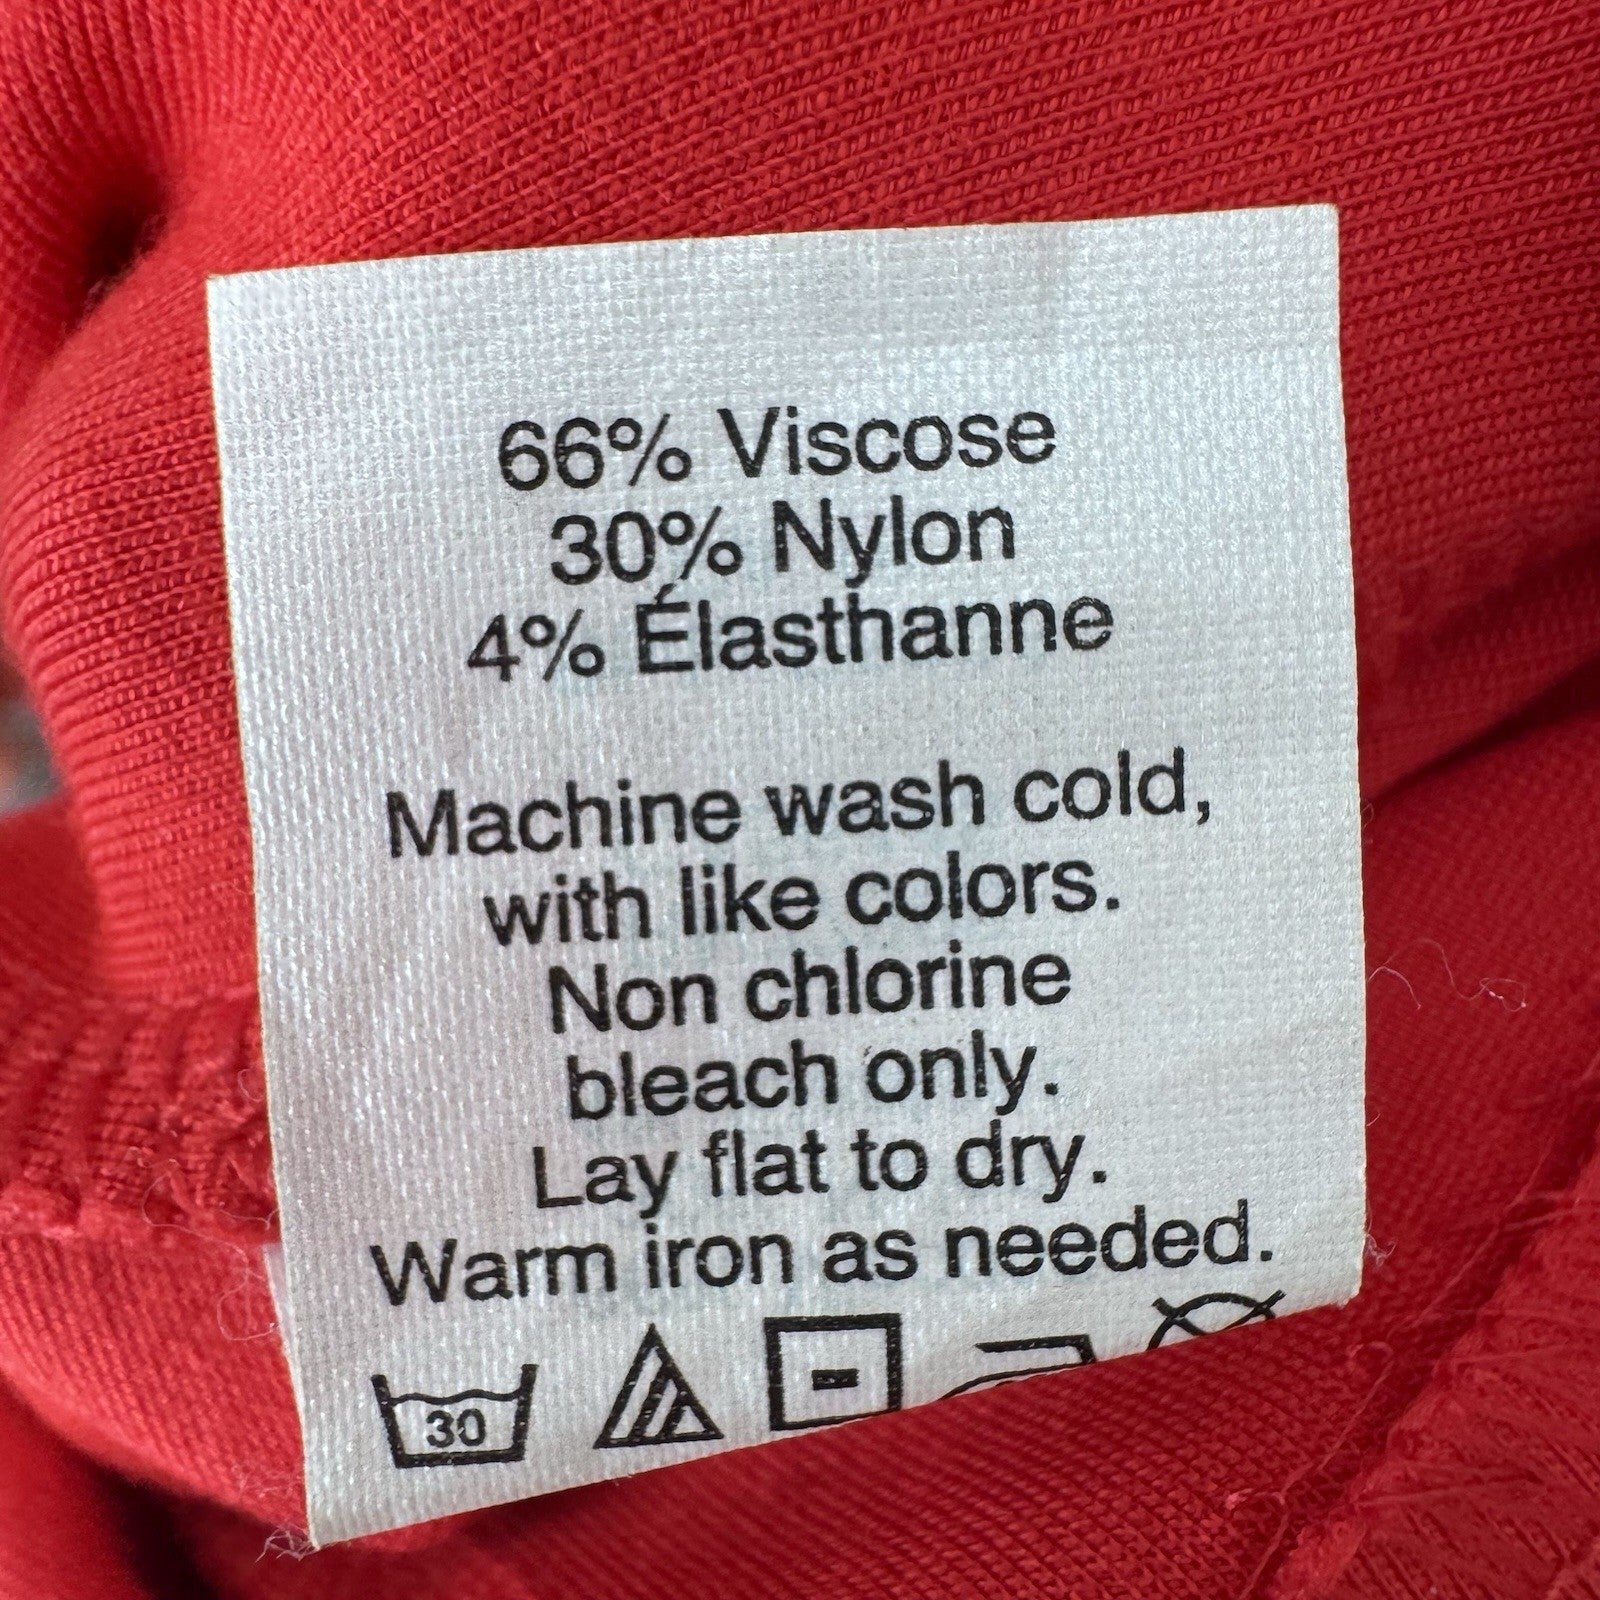 66% Viscose
30% Nylon
4% Élasthanne
Machine wash cold,
with like colors.
Non chlorine
bleach only.
Lay flat to dry.
Warm iron as needed.
30